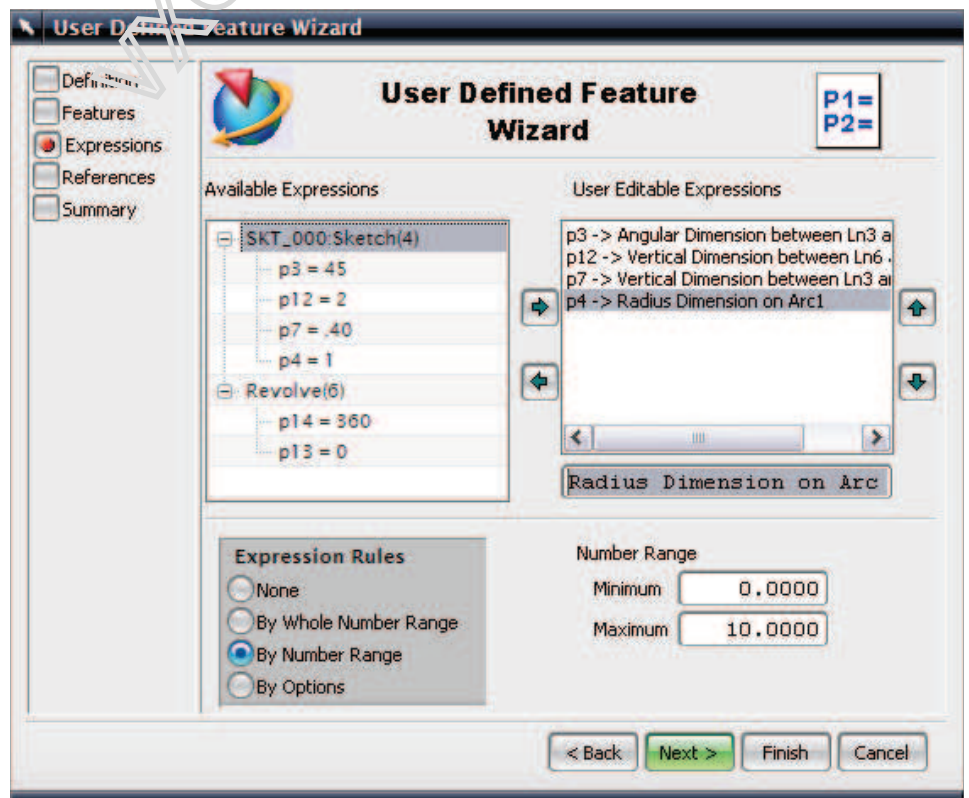 User Defined Feature Wizard
Definition
Features
Expressions
References
Summary
User Defined Feature
Wizard
P1=
P2=
Available Expressions
SKT_000:Sketch(4)
p3 = 45
p12 = 2
p7 = .40
p4 = 1
Revolve(6)
p14 = 360
p13 = 0
User Editable Expressions
p3 -> Angular Dimension between Ln3 a
p12 -> Vertical Dimension between Ln6
p7 -> Vertical Dimension between Ln3 a
p4 -> Radius Dimension on Arc1
Radius Dimension on Arc
Expression Rules
None
By Whole Number Range
By Number Range
By Options
Number Range
Minimum 0.0000
Maximum 10.0000
< Back Next > Finish Cancel